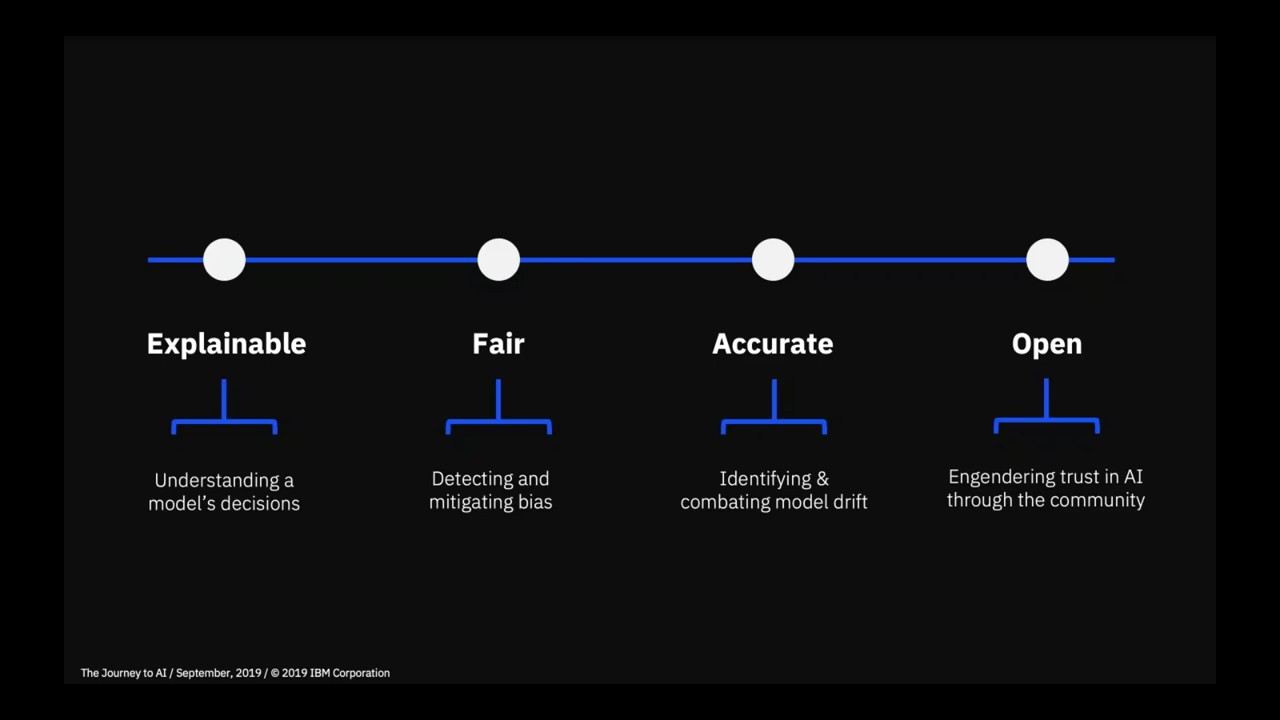 Explainable
Fair
Accurate
Open
Understanding a
model’s decisions
Detecting and
mitigating bias
Identifying &
combating model drift
Engendering trust in AI
through the community
The Journey to AI / September, 2019 / © 2019 IBM Corporation